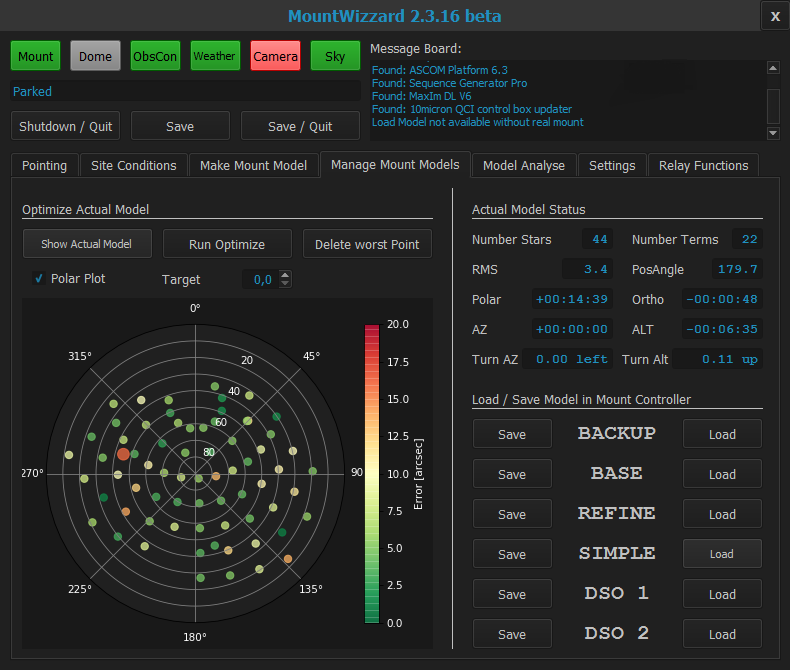 MountWizzard 2.3.16 beta
X
Mount Dome ObsCon Weather Camera Sky
Message Board:
Found: ASCOM Platform 6.3
Found: Sequence Generator Pro
Found: MaxIm DL V6
Found: 10micron QCI control box updater
Load Model not available without real mount
Parked
Shutdown / Quit Save Save / Quit
Pointing Site Conditions Make Mount Model Manage Mount Models Model Analyse Settings Relay Functions
Optimize Actual Model
Show Actual Model Run Optimize Delete worst Point
Polar Plot Target 0,0
0°
45°
90
135°
180°
225°
270°
315°
20
40
60
80
20.0
17.5
15.0
12.5
10.0
7.5
5.0
2.5
0.0
Error [arcsec]
Actual Model Status
Number Stars 44 Number Terms 22
RMS 3.4 PosAngle 179.7
Polar +00:14:39 Ortho -00:00:48
AZ +00:00:00 ALT -00:06:35
Turn AZ 0.00 left Turn Alt 0.11 up
Load / Save Model in Mount Controller
Save BACKUP Load
Save BASE Load
Save REFINE Load
Save SIMPLE Load
Save DSO 1 Load
Save DSO 2 Load